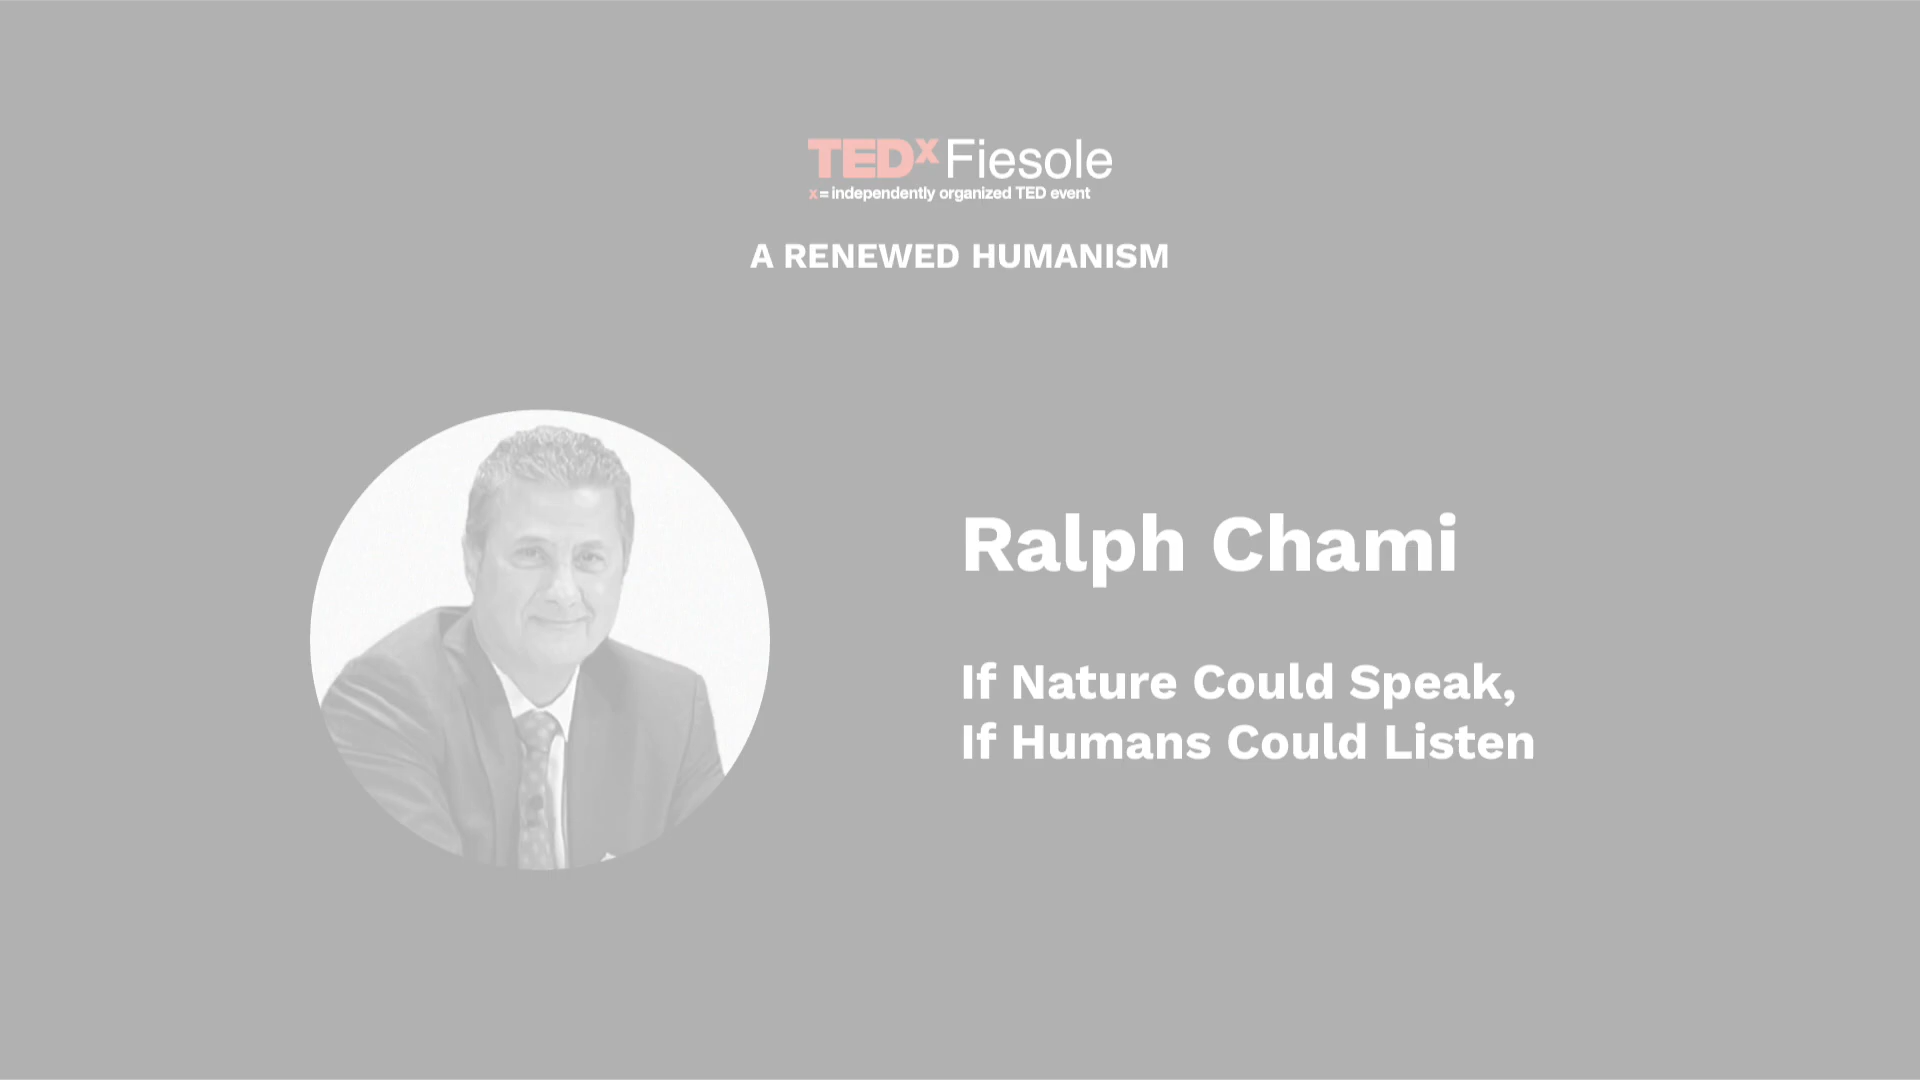 TEDx Fiesole
x = independently organized TED event
A RENEWED HUMANISM
Ralph Chami
If Nature Could Speak,
If Humans Could Listen